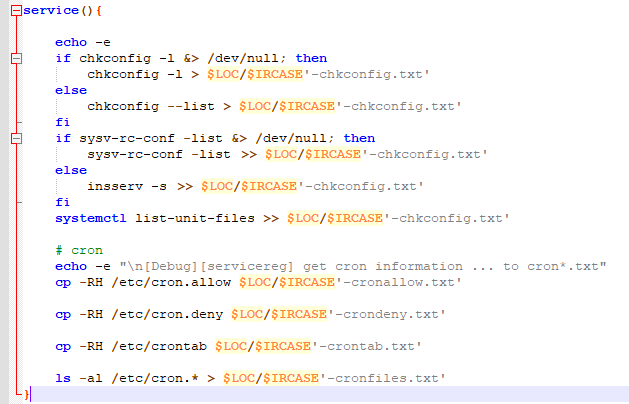 service(){
echo -e
if chkconfig -l &> /dev/null; then
chkconfig -l > $LOC/$IRCASE'-chkconfig.txt'
else
chkconfig --list > $LOC/$IRCASE'-chkconfig.txt'
fi
if sysv-rc-conf -list &> /dev/null; then
sysv-rc-conf -list >> $LOC/$IRCASE'-chkconfig.txt'
else
insserv -s >> $LOC/$IRCASE'-chkconfig.txt'
fi
systemctl list-unit-files >> $LOC/$IRCASE'-chkconfig.txt'
# cron
echo -e "\n[Debug][servicereg] get cron information ... to cron*.txt"
cp -RH /etc/cron.allow $LOC/$IRCASE'-cronallow.txt'
cp -RH /etc/cron.deny $LOC/$IRCASE'-crondeny.txt'
cp -RH /etc/crontab $LOC/$IRCASE'-crontab.txt'
ls -al /etc/cron.* > $LOC/$IRCASE'-cronfiles.txt'
}